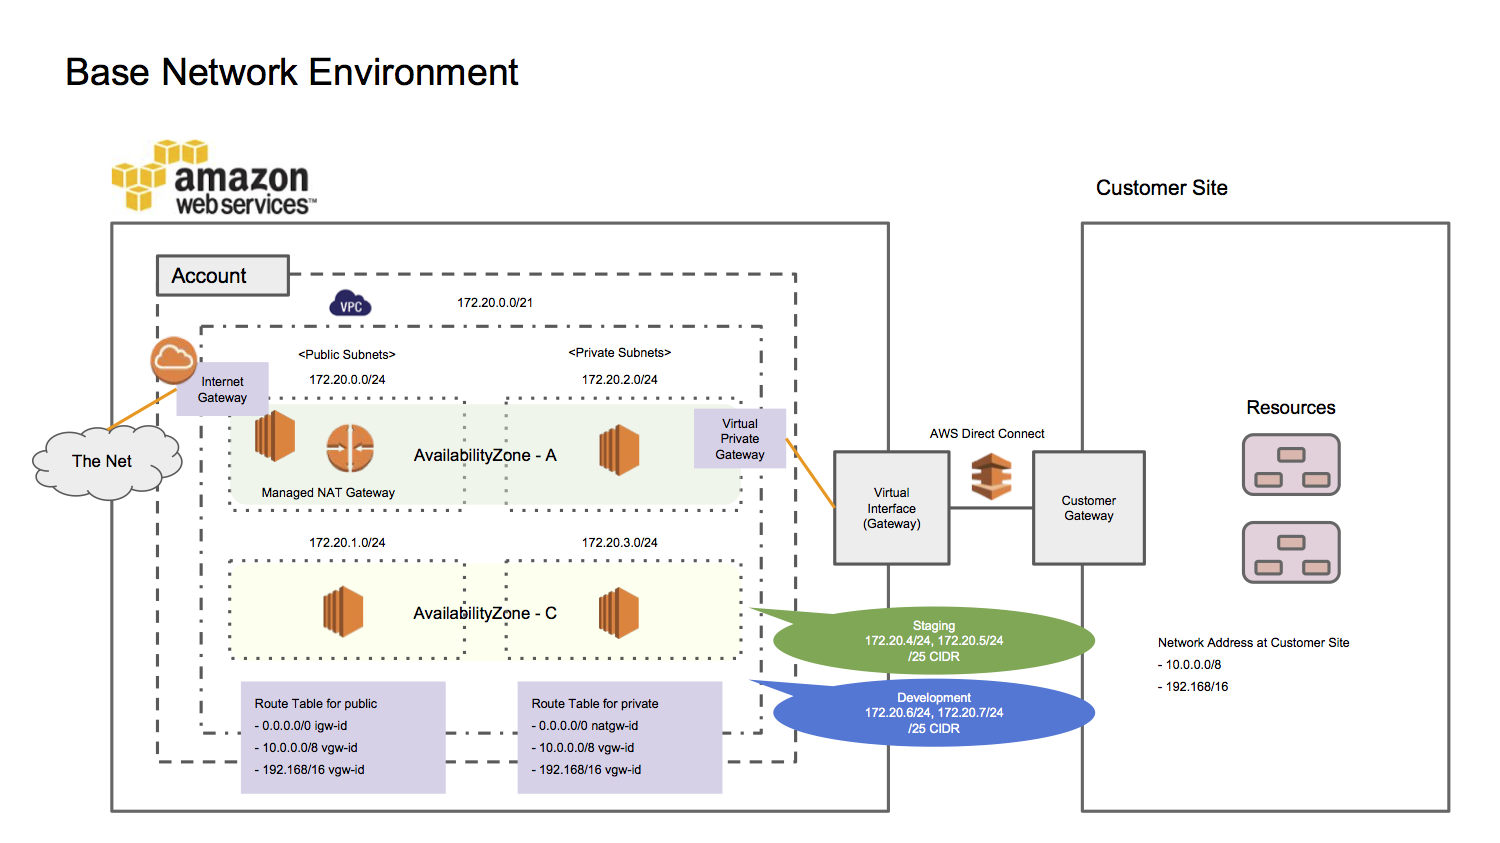 Base Network Environment
amazon
web services™
Customer Site
Account
VPC
172.20.0.0/21
<Public Subnets>
<Private Subnets>
172.20.0.0/24
172.20.2.0/24
Internet
Gateway
Virtual
Private
Gateway
The Net
AvailabilityZone - A
Managed NAT Gateway
AWS Direct Connect
Virtual
Interface
(Gateway)
Customer
Gateway
Resources
172.20.1.0/24
172.20.3.0/24
AvailabilityZone - C
Staging
172.20.4/24, 172.20.5/24
/25 CIDR
Development
172.20.6/24, 172.20.7/24
/25 CIDR
Network Address at Customer Site
- 10.0.0.0/8
- 192.168/16
Route Table for public
- 0.0.0.0/0 igw-id
- 10.0.0.0/8 vgw-id
- 192.168/16 vgw-id
Route Table for private
- 0.0.0.0/0 natgw-id
- 10.0.0.0/8 vgw-id
- 192.168/16 vgw-id